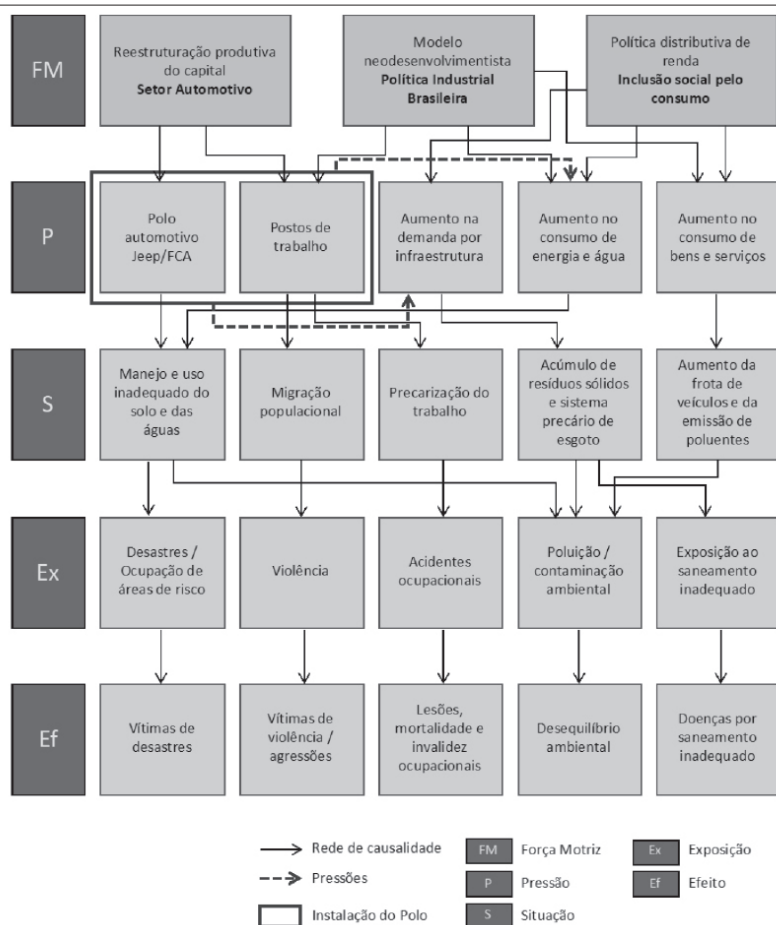 FM
Reestruturação produtiva
do capital
Setor Automotivo
Modelo
neodesenvolvimentista
Política Industrial
Brasileira
Política distributiva de
renda
Inclusão social pelo
consumo
P
Polo
automotivo
Jeep/FCA
Postos de
trabalho
Aumento na
demanda por
infraestrutura
Aumento no
consumo de
energia e água
Aumento no
consumo de
bens e serviços
S
Manejo e uso
inadequado do
solo e das
águas
Migração
populacional
Precarização do
trabalho
Acúmulo de
resíduos sólidos
e sistema
precário de
esgoto
Aumento da
frota de
veículos e da
emissão de
poluentes
Ex
Desastres /
Ocupação de
áreas de risco
Violência
Acidentes
ocupacionais
Poluição /
contaminação
ambiental
Exposição ao
saneamento
inadequado
Ef
Vítimas de
desastres
Vítimas de
violência /
agressões
Lesões,
mortalidade e
invalidez
ocupacionais
Desequilíbrio
ambiental
Doenças por
saneamento
inadequado
Rede de causalidade
Pressões
Instalação do Polo
FM Força Motriz
P Pressão
S Situação
Ex Exposição
Ef Efeito